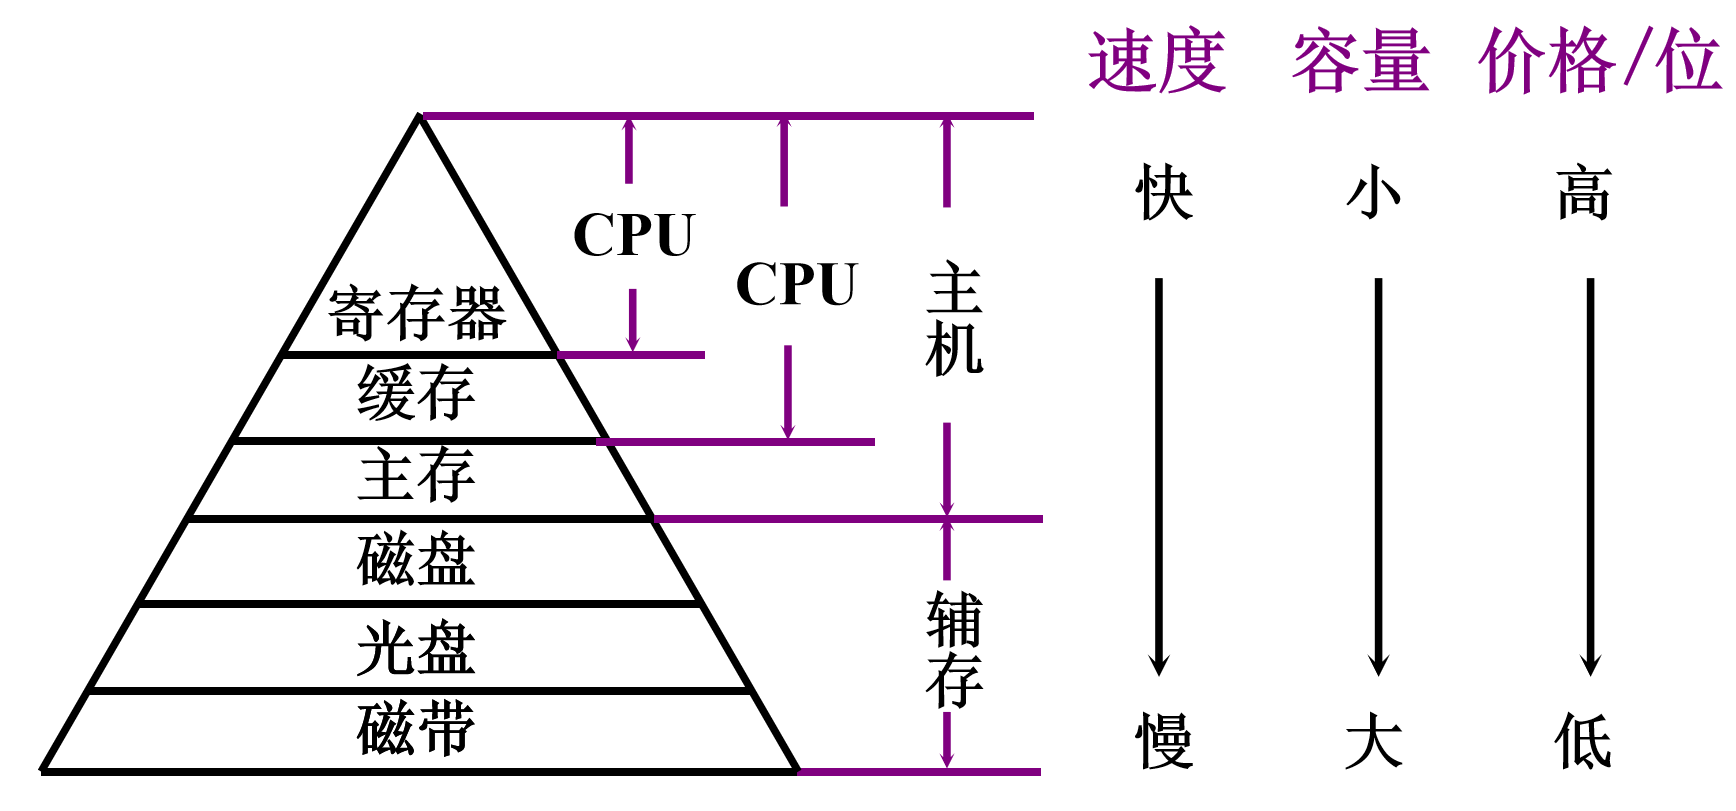 速度 容量 价格/位
快 小 高
CPU
CPU
主机
寄存器
缓存
主存
磁盘
光盘
磁带
辅存
慢 大 低